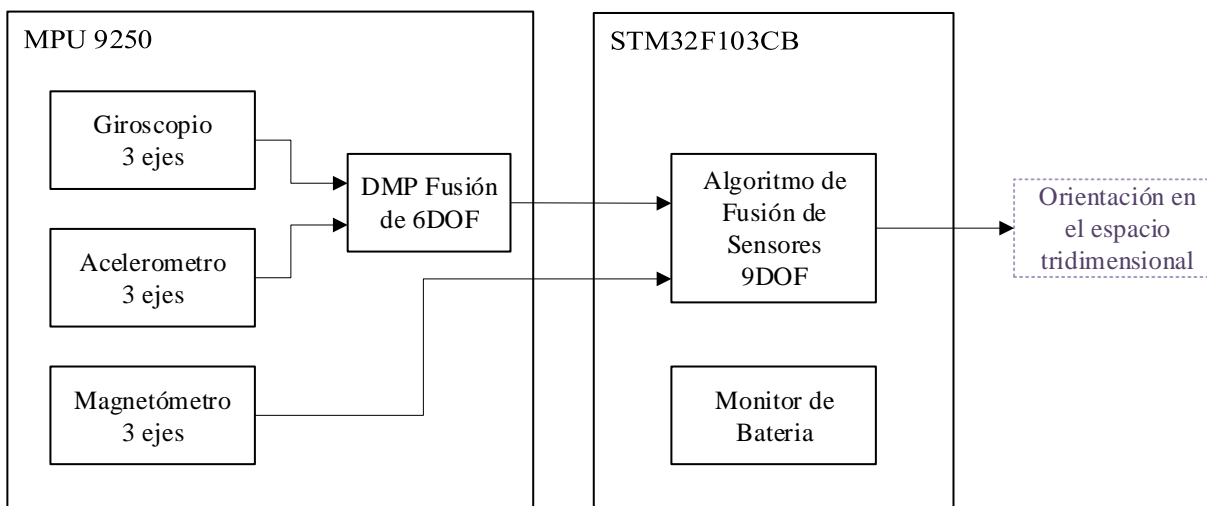 MPU 9250
Giroscopio
3 ejes
Acelerometro
3 ejes
Magnetómetro
3 ejes
DMP Fusión
de 6DOF
STM32F103CB
Algoritmo de
Fusión de
Sensores
9DOF
Monitor de
Bateria
Orientación en
el espacio
tridimensional